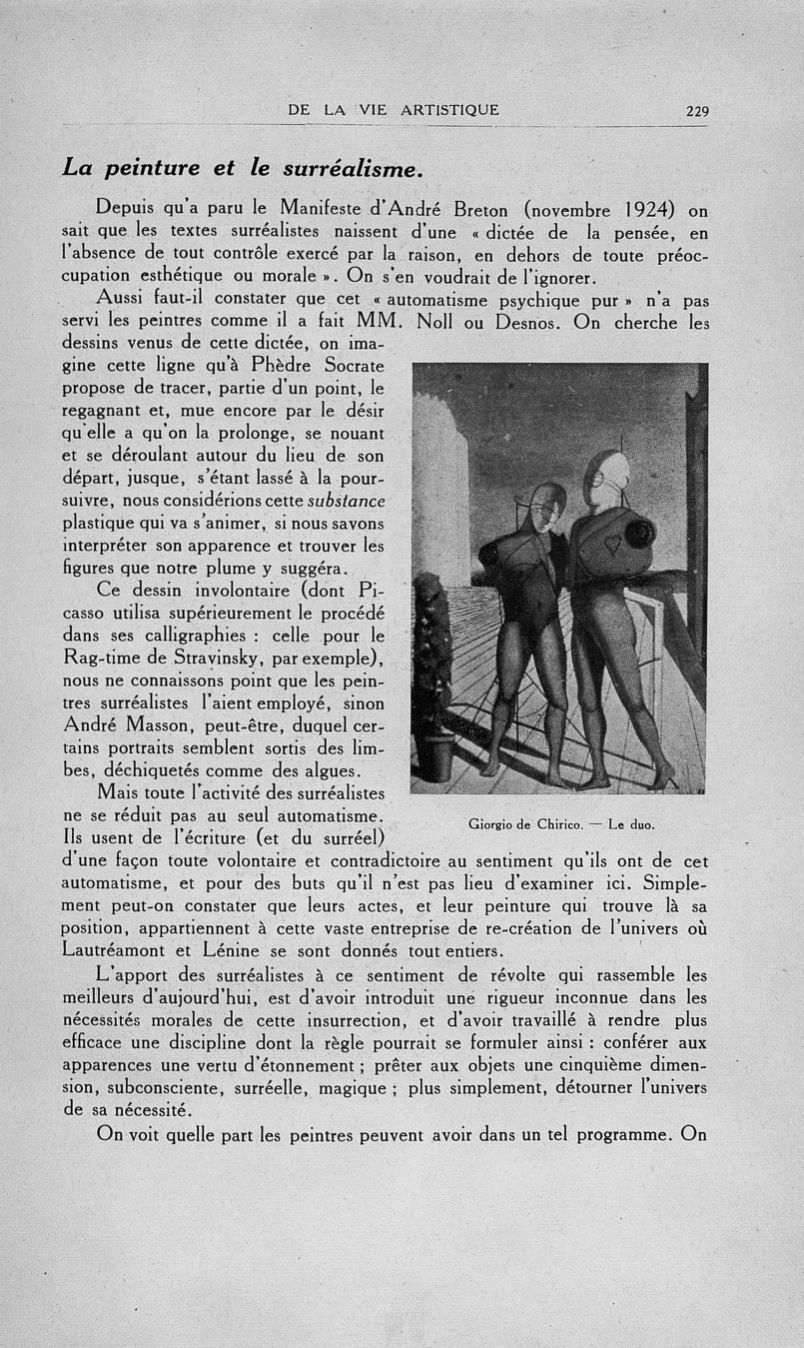 DE LA VIE ARTISTIQUE 229
La peinture et le surréalisme.
Depuis qu'a paru le Manifeste d'André Breton (novembre 1924) on
sait que les textes surréalistes naissent d'une « dictée de la pensée, en
l'absence de tout contrôle exercé par la raison, en dehors de toute préoc-
cupation esthétique ou morale ». On s'en voudrait de l'ignorer.
Aussi faut-il constater que cet « automatisme psychique pur » n'a pas
servi les peintres comme il a fait MM. Noll ou Desnos. On cherche les
dessins venus de cette dictée, on ima-
gine cette ligne qu'à Phèdre Socrate
propose de tracer, partie d'un point, le
regagnant et, mue encore par le désir
qu'elle a qu'on la prolonge, se nouant
et se déroulant autour du lieu de son
départ, jusque, s'étant lassé à la pour-
suivre, nous considérions cette substance
plastique qui va s'animer, si nous savons
interpréter son apparence et trouver les
figures que notre plume y suggéra.
Ce dessin involontaire (dont Pi-
casso utilisa supérieurement le procédé
dans ses calligraphies : celle pour le
Rag-time de Stravinsky, par exemple),
nous ne connaissons point que les pein-
tres surréalistes l'aient employé, sinon
André Masson, peut-être, duquel cer-
tains portraits semblent sortis des lim-
bes, déchiquetés comme des algues.
Mais toute l'activité des surréalistes
ne se réduit pas au seul automatisme.
Ils usent de l'écriture (et du surréel)
Giorgio de Chirico. — Le duo.
d'une façon toute volontaire et contradictoire au sentiment qu'ils ont de cet
automatisme, et pour des buts qu'il n'est pas lieu d'examiner ici. Simple-
ment peut-on constater que leurs actes, et leur peinture qui trouve là sa
position, appartiennent à cette vaste entreprise de re-création de l'univers où
Lautréamont et Lénine se sont donnés tout entiers.
L'apport des surréalistes à ce sentiment de révolte qui rassemble les
meilleurs d'aujourd'hui, est d'avoir introduit une rigueur inconnue dans les
nécessités morales de cette insurrection, et d'avoir travaillé à rendre plus
efficace une discipline dont la règle pourrait se formuler ainsi : conférer aux
apparences une vertu d'étonnement ; prêter aux objets une cinquième dimen-
sion, subconsciente, surréelle, magique ; plus simplement, détourner l'univers
de sa nécessité.
On voit quelle part les peintres peuvent avoir dans un tel programme. On